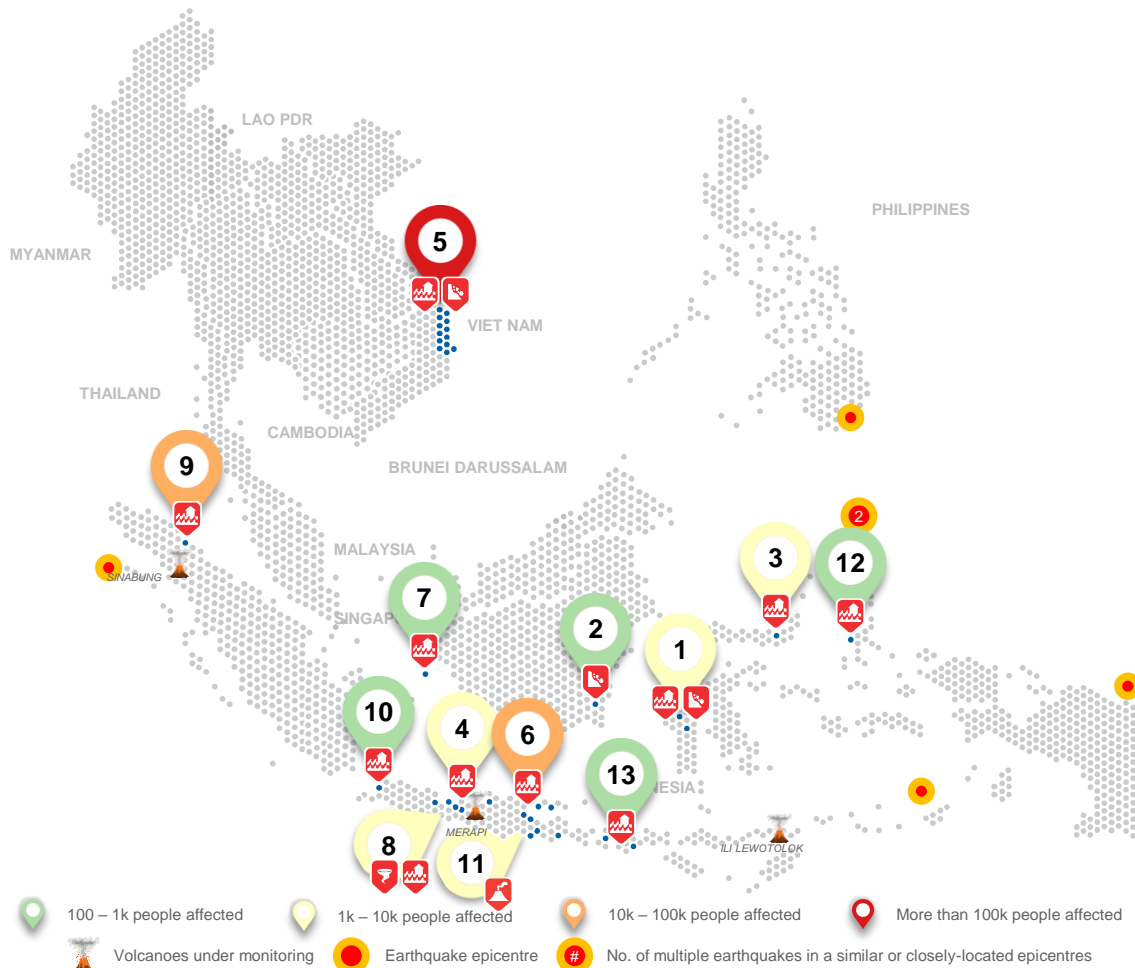 LAO PDR
PHILIPPINES
MYANMAR
5
VIET NAM
THAILAND
CAMBODIA
9
BRUNEI DARUSSALAM
2
MALAYSIA
3
12
SINABUNG
7
SINGAP
2
1
10
4
6
13
NESIA
MERAPI
8
11
ILI LEWOTOLOK
100 – 1k people affected
1k – 10k people affected
10k – 100k people affected
More than 100k people affected
Volcanoes under monitoring
Earthquake epicentre
# No. of multiple earthquakes in a similar or closely-located epicentres